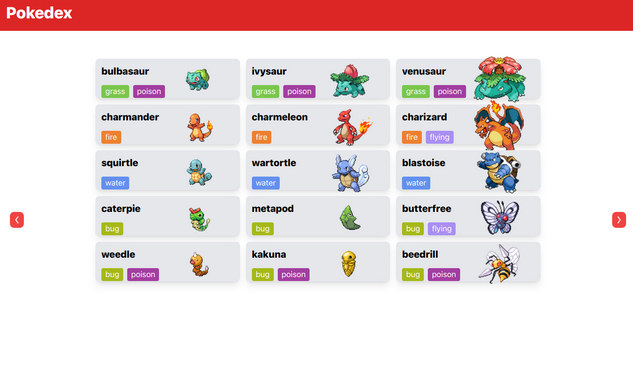 Pokedex
bulbasaur
grass poison
ivysaur
grass poison
venusaur
grass poison
charmander
fire
charmeleon
fire
charizard
fire flying
squirtle
water
wartortle
water
blastoise
water
caterpie
bug
metapod
bug
butterfree
bug flying
weedle
bug poison
kakuna
bug poison
beedrill
bug poison